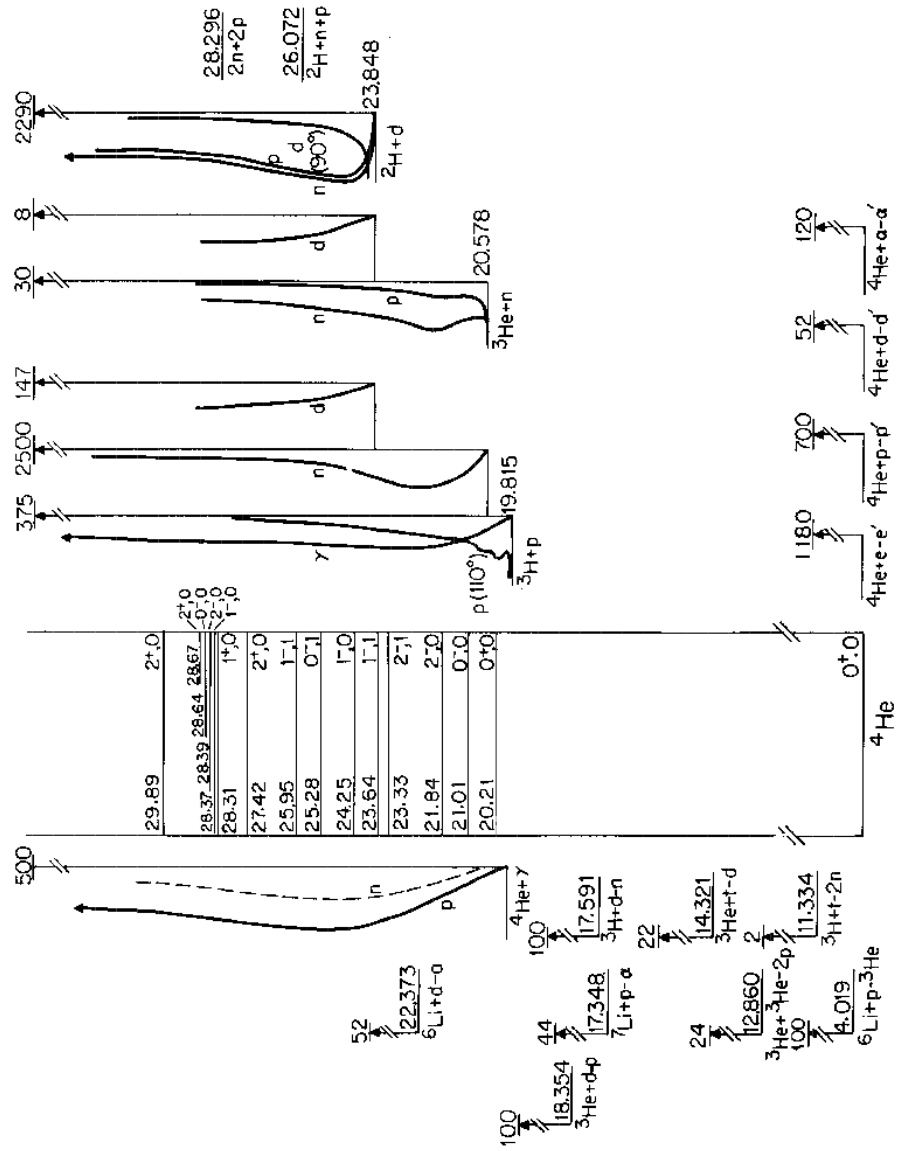 500
n
p
⁴He+γ
52
22.373
⁶Li+d-α
100
18.354
³He+d-p
44
17.348
⁷Li+p-α
100
17.591
³H+d-n
22
14.321
³He+t-d
24
12.860
³He+³He-2p
2
11.334
³H+t-2n
100
4.019
⁶Li+p-³He
29.89 2⁺,0
28.67 2⁺,0
28.64 0⁻,0
28.39 2⁻,0
28.37 1⁻,0
28.31 1⁺,0
27.42 2⁺,0
25.95 1⁻,1
25.28 0⁻,1
24.25 1⁻,0
23.64 1⁻,1
23.33 2⁻,1
21.84 2⁻,0
21.01 0⁻,0
20.21 0⁺,0
0⁺,0
⁴He
375
γ
p(110°)
³H+p
19.815
2500
n
147
d
30
n
p
³He+n
20.578
8
d
2290
n
p
d
(90°)
²H+d
23.848
28.296
2n+2p
26.072
²H+n+p
1180
⁴He+e-e′
700
⁴He+p-p′
52
⁴He+d-d′
120
⁴He+α-α′